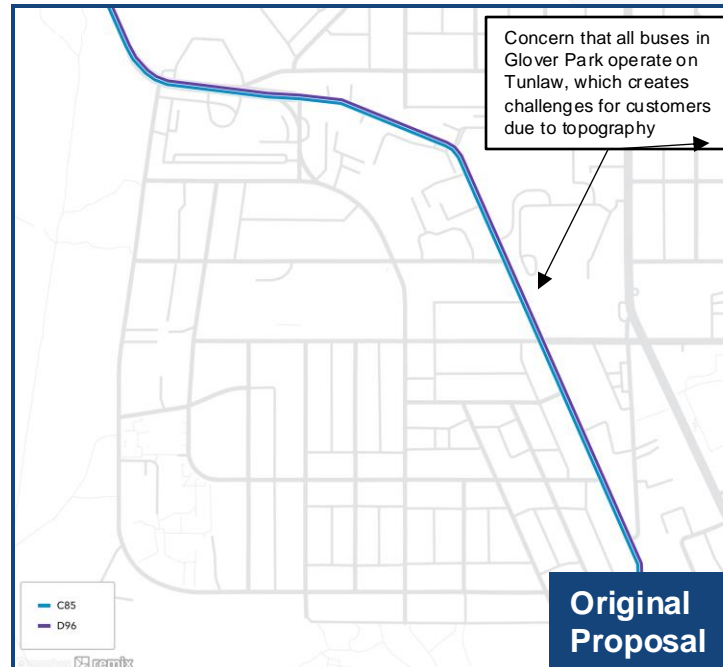 Concern that all buses in
Glover Park operate on
Tunlaw, which creates
challenges for customers
due to topography
C85
D96
remix
Original
Proposal